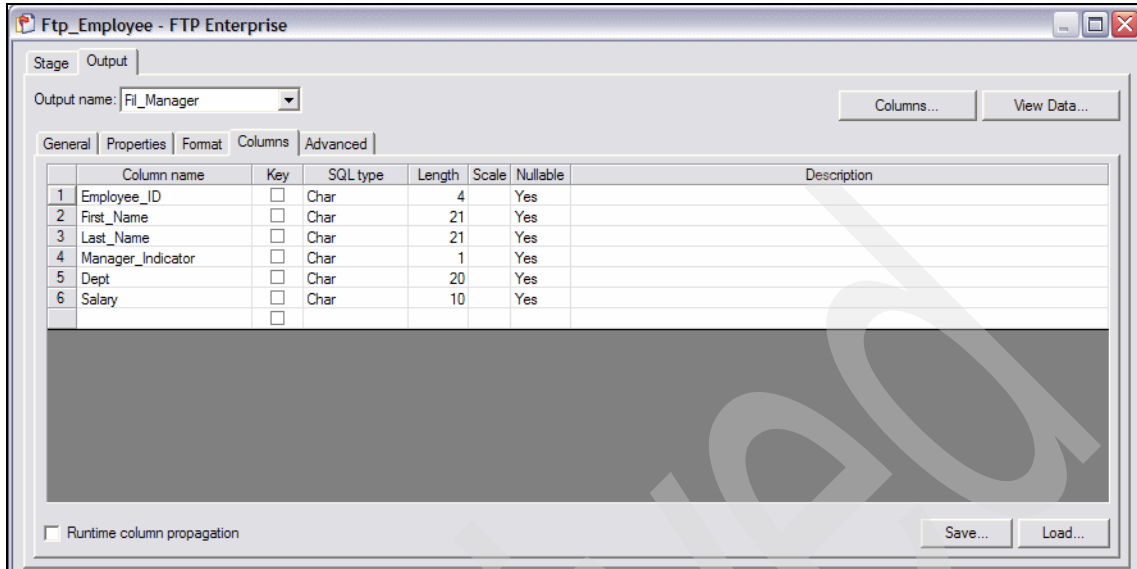 Ftp_Employee - FTP Enterprise
Stage Output
Output name: Fil_Manager Columns... View Data...
General Properties Format Columns Advanced
Column name Key SQL type Length Scale Nullable Description
1 Employee_ID Char 4 Yes
2 First_Name Char 21 Yes
3 Last_Name Char 21 Yes
4 Manager_Indicator Char 1 Yes
5 Dept Char 20 Yes
6 Salary Char 10 Yes
Runtime column propagation Save... Load...